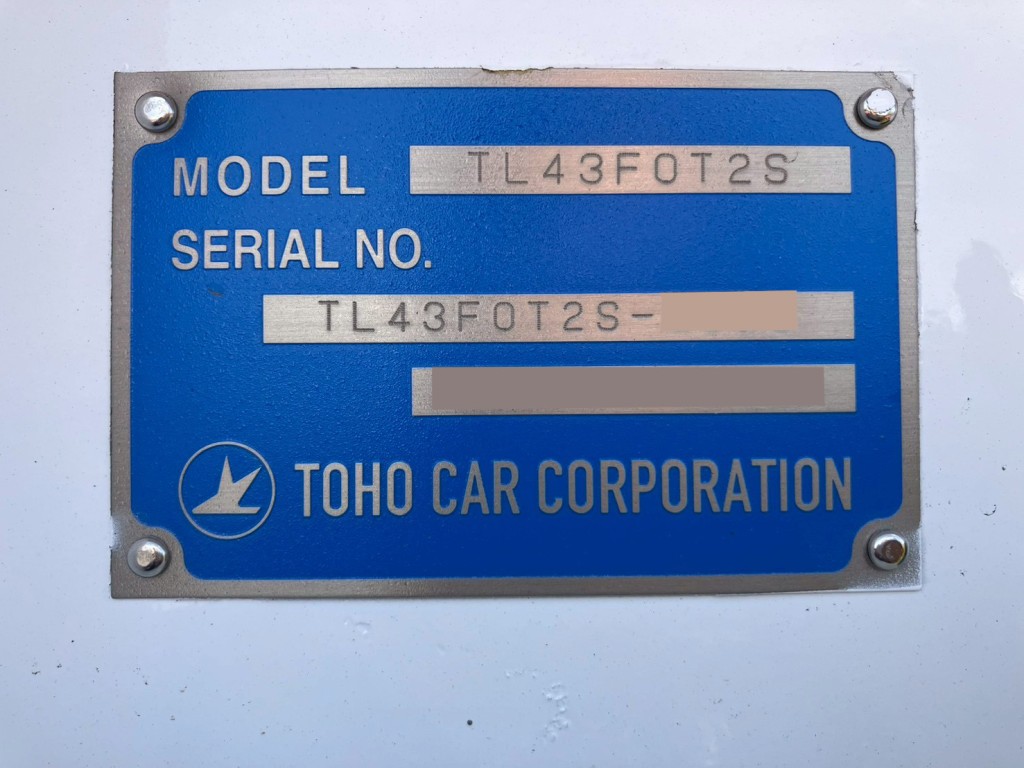 MODEL TL43F0T2S
SERIAL NO.
TL43F0T2S-
TOHO CAR CORPORATION